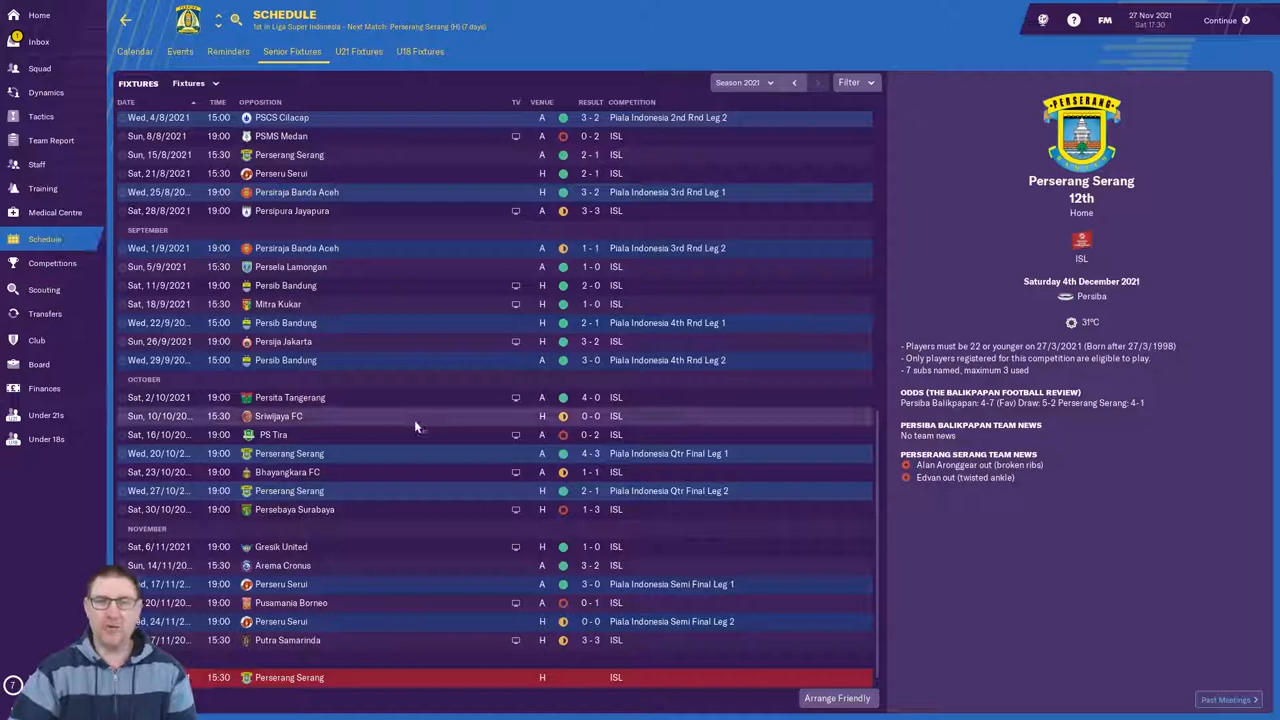 Home
SCHEDULE
1st in Liga Super Indonesia - Next Match: Perserang Serang (H) (7 days)
? FM 27 Nov 2021 Sat 17:30 Continue
1 Inbox
Calendar Events Reminders Senior Fixtures U21 Fixtures U18 Fixtures
Squad
Dynamics
Tactics
Team Report
Staff
Training
Medical Centre
Schedule
Competitions
Scouting
Transfers
Club
Board
Finances
Under 21s
Under 18s
7
FIXTURES Fixtures Season 2021 Filter
DATE TIME OPPOSITION TV VENUE RESULT COMPETITION
Wed, 4/8/2021 15:00 PSCS Cilacap A 3 - 2 Piala Indonesia 2nd Rnd Leg 2
Sun, 8/8/2021 19:00 PSMS Medan A 0 - 2 ISL
Sun, 15/8/2021 15:30 Perserang Serang A 2 - 1 ISL
Sat, 21/8/2021 15:30 Perseru Serui H 2 - 1 ISL
Wed, 25/8/2021 19:00 Persiraja Banda Aceh H 3 - 2 Piala Indonesia 3rd Rnd Leg 1
Sat, 28/8/2021 19:00 Persipura Jayapura A 3 - 3 ISL
SEPTEMBER
Wed, 1/9/2021 19:00 Persiraja Banda Aceh A 1 - 1 Piala Indonesia 3rd Rnd Leg 2
Sun, 5/9/2021 15:30 Persela Lamongan A 1 - 0 ISL
Sat, 11/9/2021 19:00 Persib Bandung H 2 - 0 ISL
Sat, 18/9/2021 15:30 Mitra Kukar H 1 - 0 ISL
Wed, 22/9/20... 15:00 Persib Bandung H 2 - 1 Piala Indonesia 4th Rnd Leg 1
Sun, 26/9/2021 19:00 Persija Jakarta H 3 - 2 ISL
Wed, 29/9/20... 15:00 Persib Bandung A 3 - 0 Piala Indonesia 4th Rnd Leg 2
OCTOBER
Sat, 2/10/2021 19:00 Persita Tangerang A 4 - 0 ISL
Sun, 10/10/20... 15:30 Sriwijaya FC H 0 - 0 ISL
Sat, 16/10/20... 19:00 PS Tira A 0 - 2 ISL
Wed, 20/10/2... 19:00 Perserang Serang A 4 - 3 Piala Indonesia Qtr Final Leg 1
Sat, 23/10/20... 19:00 Bhayangkara FC A 1 - 1 ISL
Wed, 27/10/2... 19:00 Perserang Serang H 2 - 1 Piala Indonesia Qtr Final Leg 2
Sat, 30/10/20... 19:00 Persebaya Surabaya H 1 - 3 ISL
NOVEMBER
Sat, 6/11/2021 19:00 Gresik United H 1 - 0 ISL
Sun, 14/11/20... 15:30 Arema Cronus A 3 - 2 ISL
d, 17/11/2... 19:00 Perseru Serui A 3 - 0 Piala Indonesia Semi Final Leg 1
20/11/20... 19:00 Pusamania Borneo A 0 - 1 ISL
d, 24/11/2... 19:00 Perseru Serui H 0 - 0 Piala Indonesia Semi Final Leg 2
7/11/20... 15:30 Putra Samarinda H 3 - 3 ISL
15:30 Perserang Serang H ISL
Arrange Friendly
PERSERANG
Perserang Serang
12th
Home
ISL
Saturday 4th December 2021
Persiba
31°C
- Players must be 22 or younger on 27/3/2021 (Born after 27/3/1998)
- Only players registered for this competition are eligible to play.
- 7 subs named, maximum 3 used
ODDS (THE BALIKPAPAN FOOTBALL REVIEW)
Persiba Balikpapan: 4-7 (Fav) Draw: 5-2 Perserang Serang: 4-1
PERSIBA BALIKPAPAN TEAM NEWS
No team news
PERSERANG SERANG TEAM NEWS
Alan Aronggear out (broken ribs)
Edvan out (twisted ankle)
Past Meetings